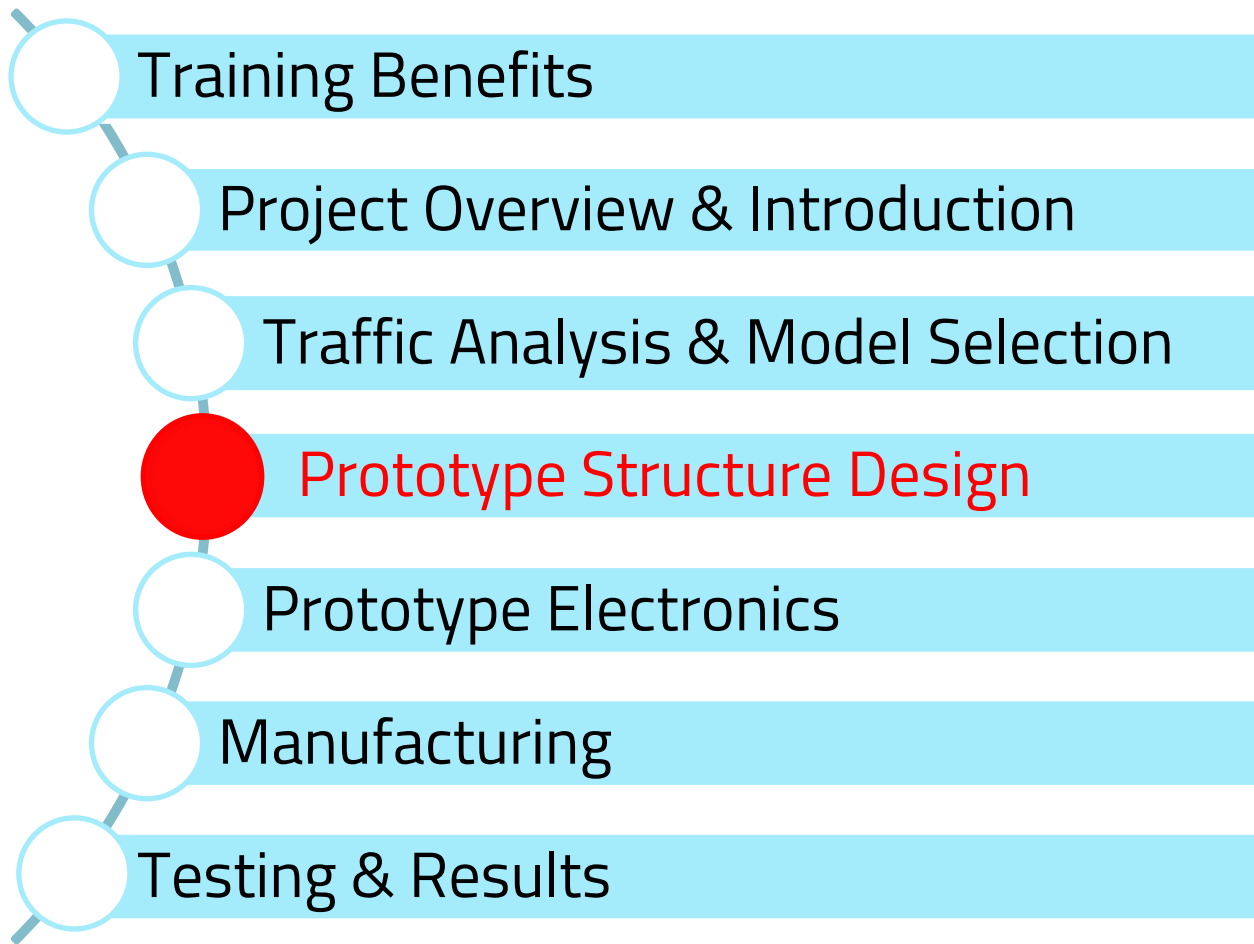 Training Benefits
Project Overview & Introduction
Traffic Analysis & Model Selection
Prototype Structure Design
Prototype Electronics
Manufacturing
Testing & Results